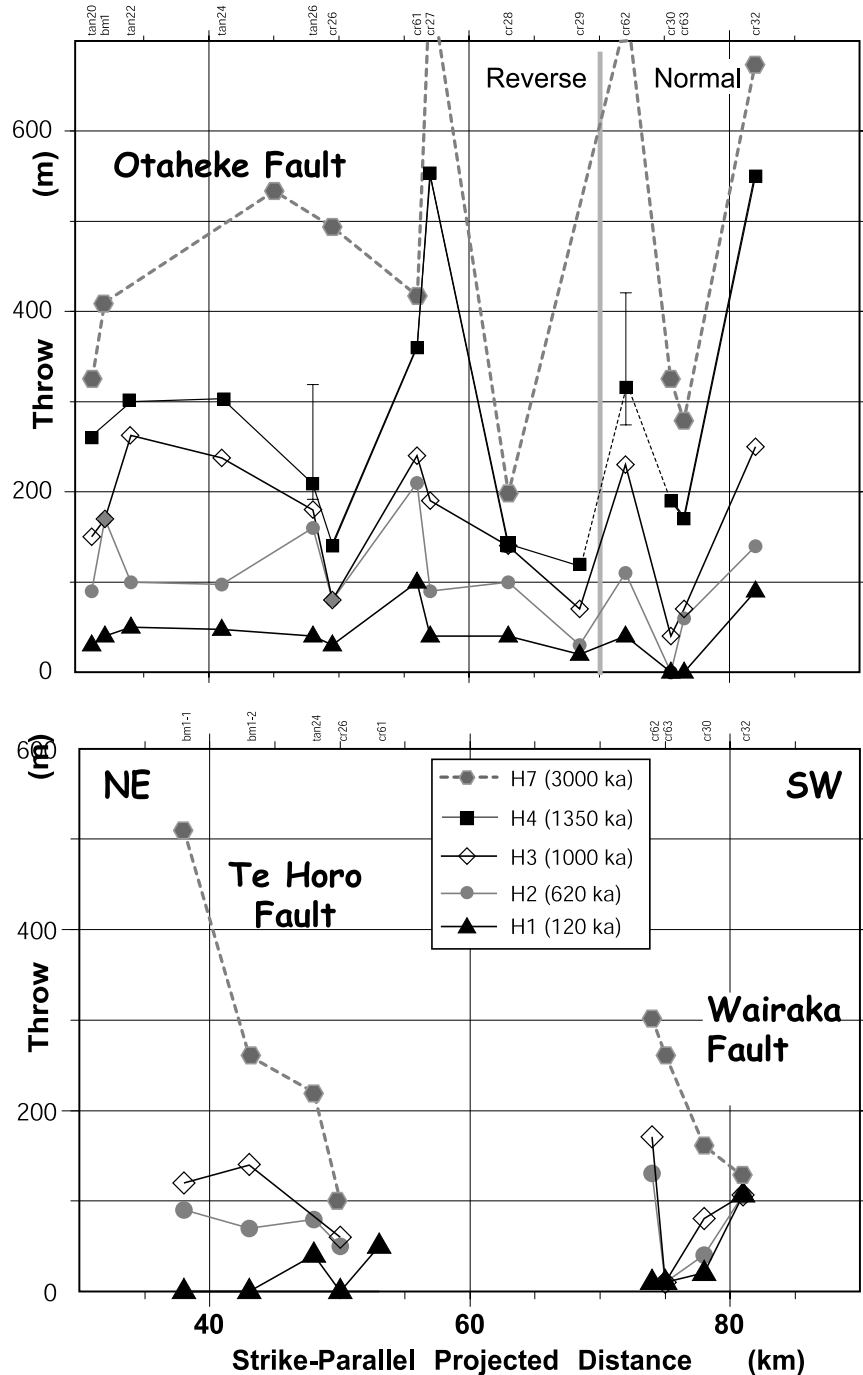 tan20 bm1 tan22 tan24 tan26 cr26 cr61 cr27 cr28 cr29 cr62 cr30 cr63 cr32
Reverse Normal
600
Throw (m)
Otaheke Fault
400
200
0
bm1-1 bm1-2 tan24 cr26 cr61 cr62 cr63 cr30 cr32
600
Throw (m)
NE
SW
H7 (3000 ka)
H4 (1350 ka)
H3 (1000 ka)
H2 (620 ka)
H1 (120 ka)
Te Horo
Fault
400
Wairaka
Fault
200
0
40 60 80
Strike-Parallel Projected Distance (km)